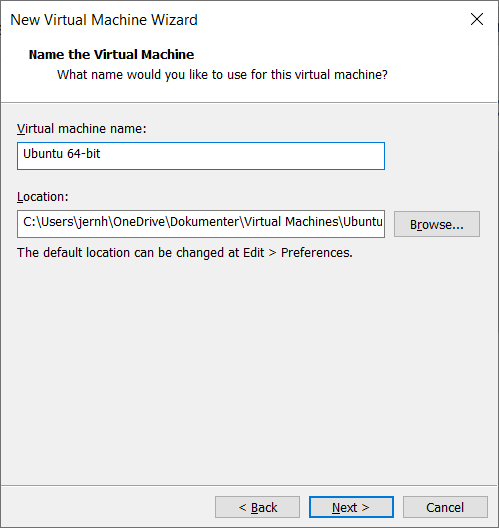 New Virtual Machine Wizard
Name the Virtual Machine
What name would you like to use for this virtual machine?
Virtual machine name:
Ubuntu 64-bit
Location:
C:\Users\jernh\OneDrive\Dokumenter\Virtual Machines\Ubuntu
Browse...
The default location can be changed at Edit > Preferences.
< Back
Next >
Cancel